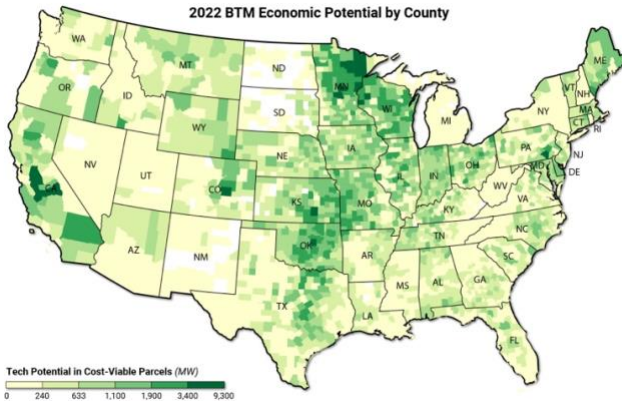 2022 BTM Economic Potential by County
WA
MT
ND
MN
ME
OR
ID
SD
WI
VT
NH
NY
MA
CT
RI
WY
MI
NE
IA
PA
NJ
NV
UT
CO
IL
IN
OH
MD
DE
CA
KS
MO
WV
VA
KY
AZ
NM
OK
AR
TN
NC
SC
TX
LA
MS
AL
GA
FL
Tech Potential in Cost-Viable Parcels (MW)
0 240 633 1,100 1,900 3,400 9,300